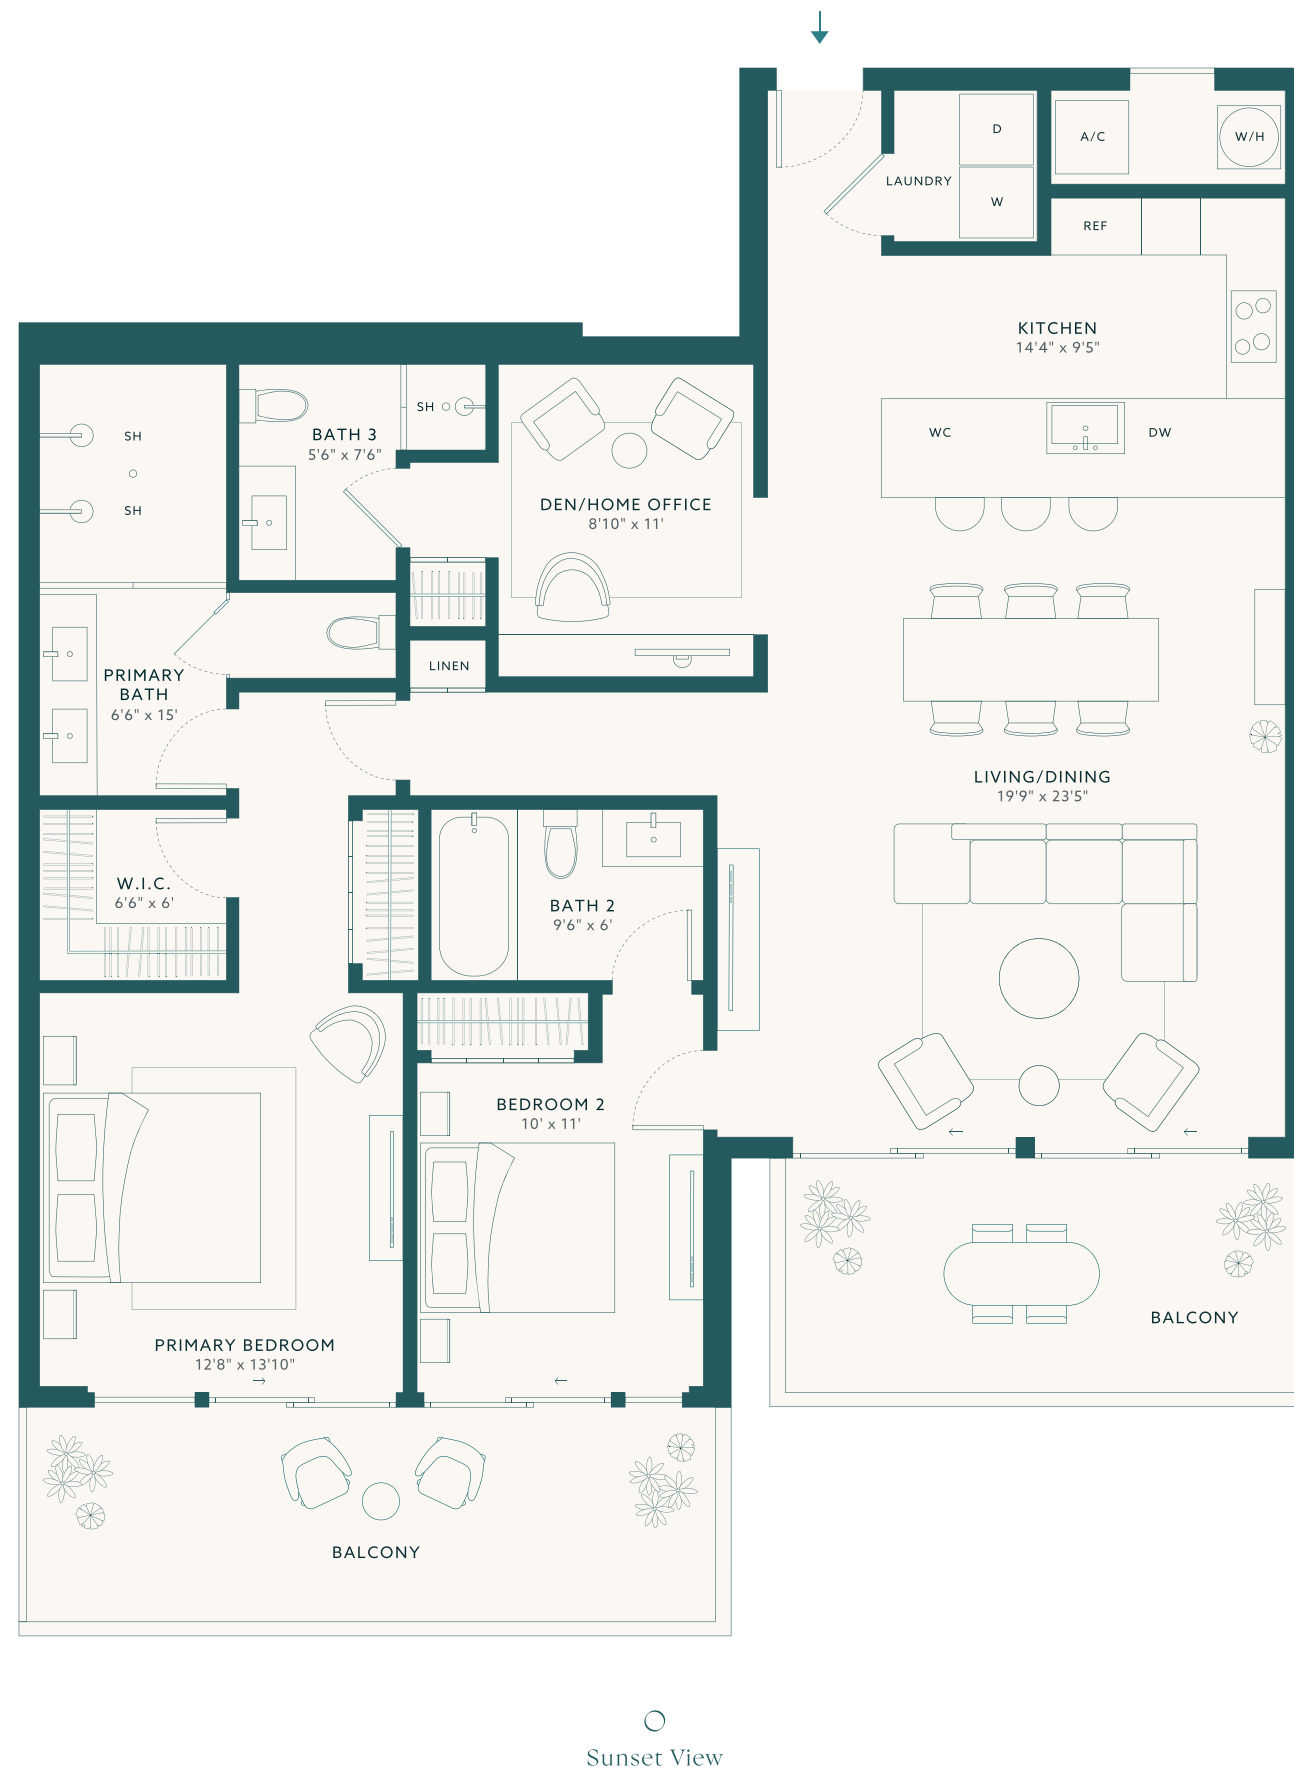 D
A/C
W/H
LAUNDRY
W
REF
KITCHEN
14'4" x 9'5"
SH
BATH 3
5'6" x 7'6"
SH
SH
WC
DW
DEN/HOME OFFICE
8'10" x 11'
LINEN
PRIMARY
BATH
6'6" x 15'
LIVING/DINING
19'9" x 23'5"
W.I.C.
6'6" x 6'
BATH 2
9'6" x 6'
BEDROOM 2
10' x 11'
PRIMARY BEDROOM
12'8" x 13'10"
BALCONY
BALCONY
Sunset View